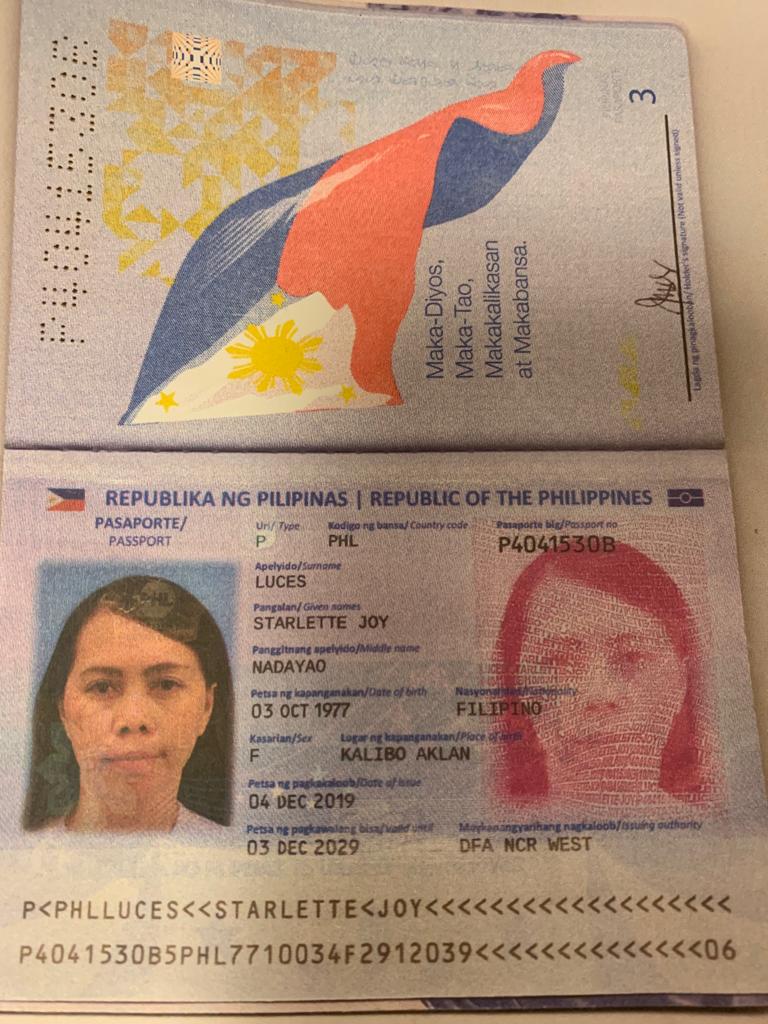 P4041530B
3
Maka-Diyos,
Maka-Tao,
Makakalikasan
at Makabansa.
Lagda ng pinagkalooban/ Holder's signature (Not valid unless signed)
REPUBLIKA NG PILIPINAS | REPUBLIC OF THE PHILIPPINES
PASAPORTE/
PASSPORT
Uri/ Type
Kodigo ng bansa/ Country code
Pasaporte blg/Passport no
P
PHL
P4041530B
Apelyido/Surname
LUCES
Pangalan/ Given names
STARLETTE JOY
Panggitnang apelyido/Middle name
NADAYAO
Petsa ng kapanganakan/Date of birth
Nasyonalidad/Nationality
03 OCT 1977
FILIPINO
Kasarian/Sex
Lugar ng kapanganakan/Place of birth
F
KALIBO AKLAN
Petsa ng pagkakaloob/Date of issue
04 DEC 2019
Petsa ng pagkawalang bisa/Valid until
Maykapangyarihang nagkaloob/Issuing authority
03 DEC 2029
DFA NCR WEST
P<PHLLUCES<<STARLETTE<JOY<<<<<<<<<<<<<<<<<<<
P4041530B5PHL7710034F2912039<<<<<<<<<<<<<<06